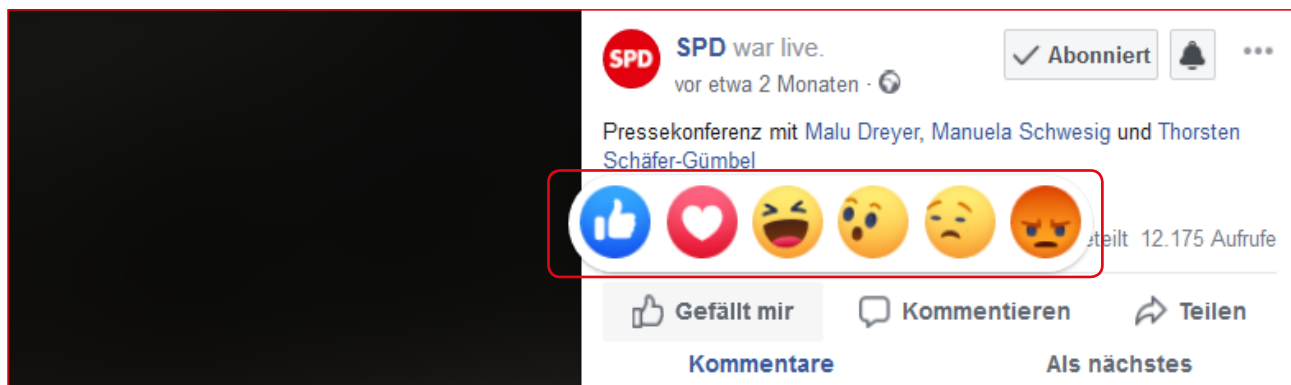 SPD
SPD war live.
vor etwa 2 Monaten ·
Abonniert
Pressekonferenz mit Malu Dreyer, Manuela Schwesig und Thorsten
Schäfer-Gümbel
12.175 Aufrufe
Gefällt mir
Kommentieren
Teilen
Kommentare
Als nächstes